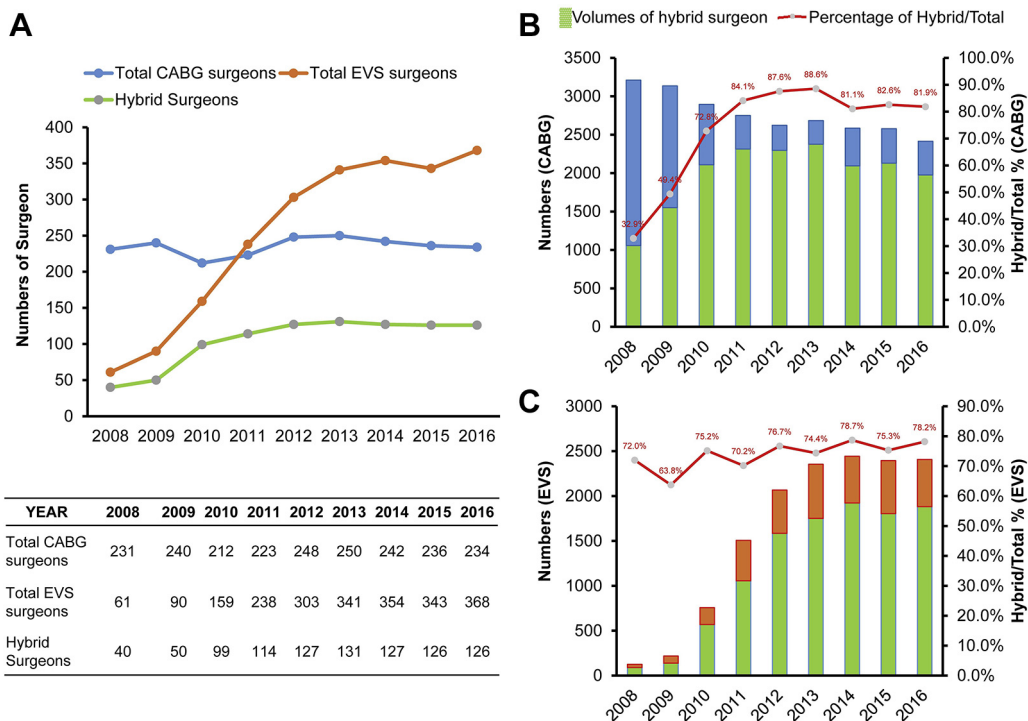 A
Total CABG surgeons
Total EVS surgeons
Hybrid Surgeons
Numbers of Surgeon
400
350
300
250
200
150
100
50
0
2008 2009 2010 2011 2012 2013 2014 2015 2016
YEAR 2008 2009 2010 2011 2012 2013 2014 2015 2016
Total CABG
surgeons
231 240 212 223 248 250 242 236 234
Total EVS
surgeons
61 90 159 238 303 341 354 343 368
Hybrid
Surgeons
40 50 99 114 127 131 127 126 126
B
Volumes of hybrid surgeon
Percentage of Hybrid/Total
Numbers (CABG)
3500
3000
2500
2000
1500
1000
500
0
32.9% 49.4% 72.8% 84.1% 87.6% 88.6% 81.1% 82.6% 81.9%
100.0%
90.0%
80.0%
70.0%
60.0%
50.0%
40.0%
30.0%
20.0%
10.0%
0.0%
Hybrid/Total % (CABG)
2008 2009 2010 2011 2012 2013 2014 2015 2016
C
Numbers (EVS)
3000
2500
2000
1500
1000
500
0
72.0% 63.8% 75.2% 70.2% 76.7% 74.4% 78.7% 75.3% 78.2%
90.0%
80.0%
70.0%
60.0%
50.0%
40.0%
30.0%
20.0%
10.0%
0.0%
Hybrid/Total % (EVS)
2008 2009 2010 2011 2012 2013 2014 2015 2016